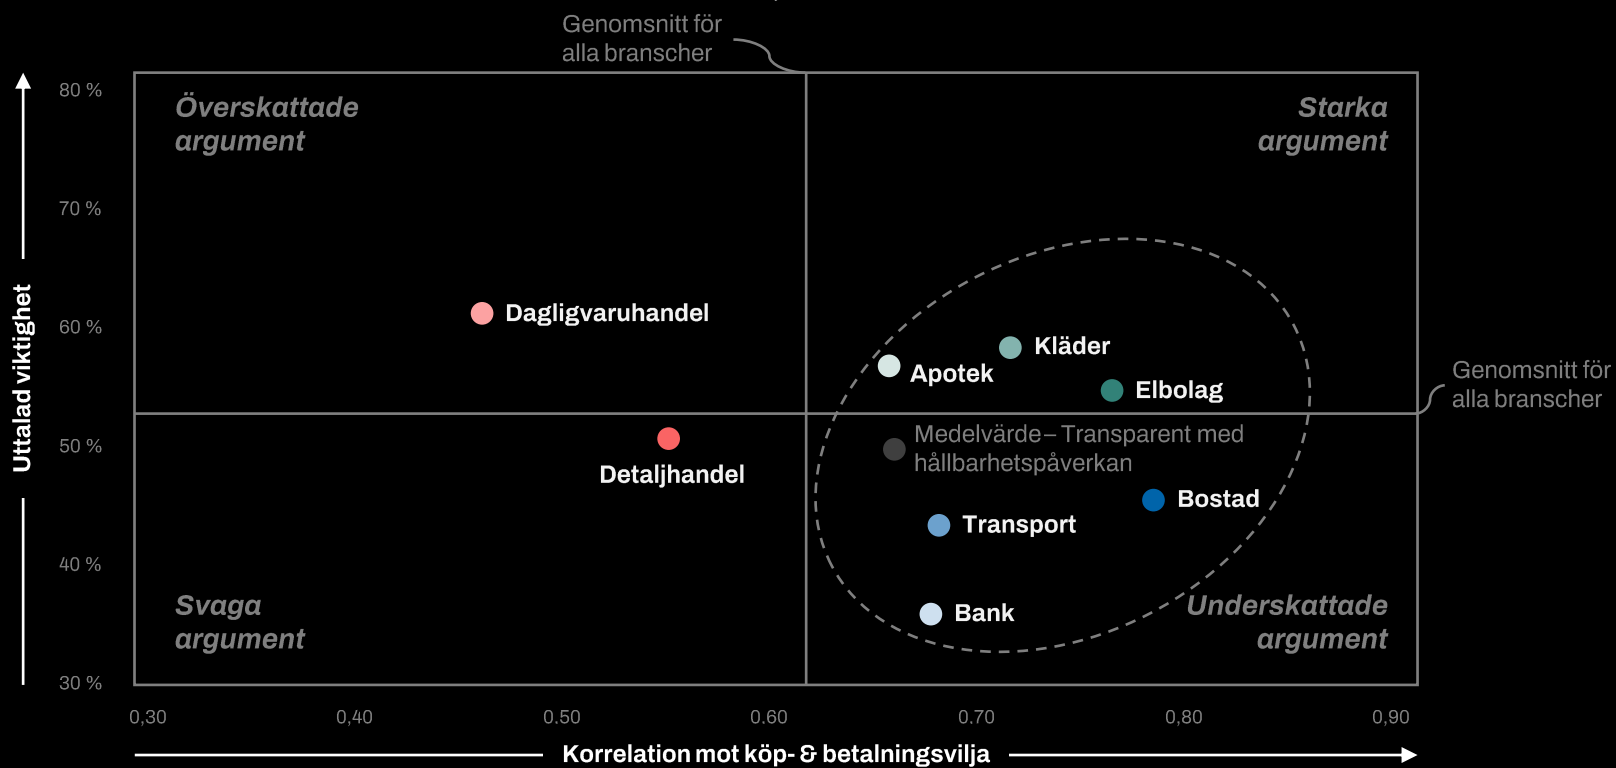 Genomsnitt för
alla branscher
80 %
Överskattade
argument
Starka
argument
70 %
60 %
Dagligvaruhandel
Kläder
Apotek
Elbolag
Genomsnitt för
alla branscher
Uttalad viktighet
50 %
Detaljhandel
Medelvärde– Transparent med
hållbarhetspåverkan
Bostad
Transport
40 %
Svaga
argument
Bank
Underskattade
argument
30 %
0,30
0,40
0.50
0.60
0.70
0,80
0,90
Korrelation mot köp- & betalningsvilja